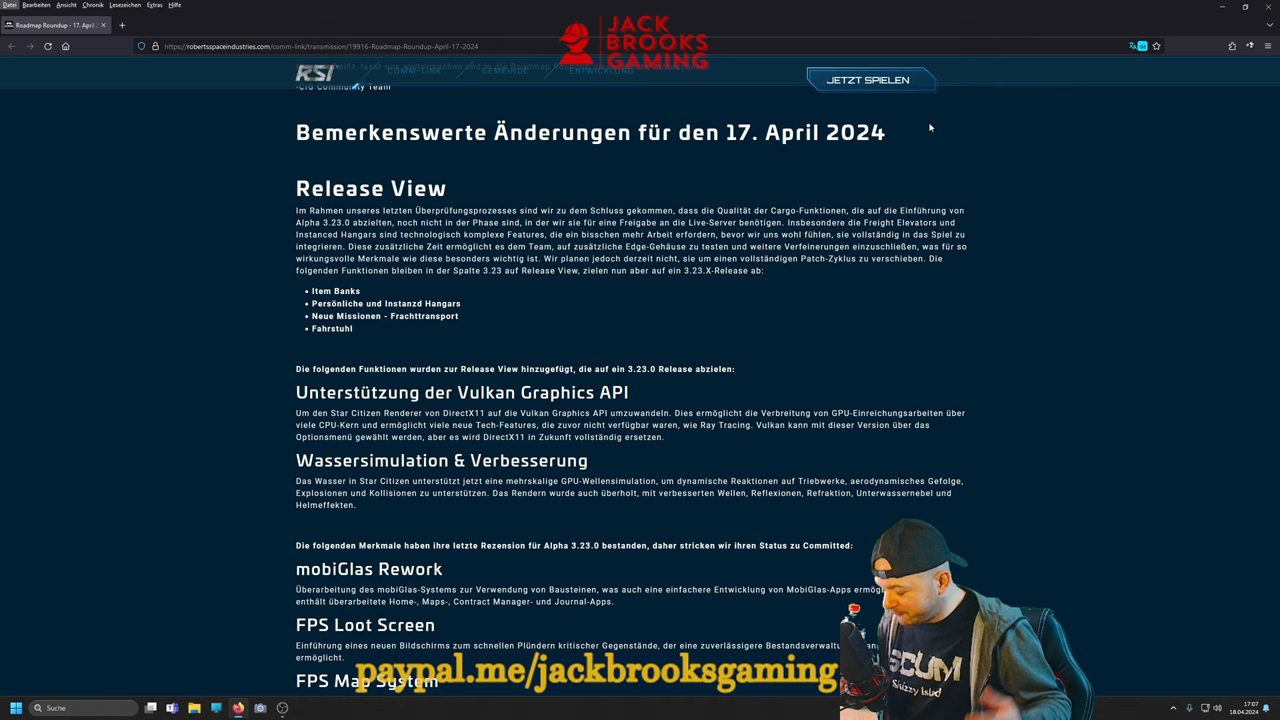 Datei Bearbeiten Ansicht Chronik Lesezeichen Extras Hilfe
Roadmap Roundup - 17. April 2
https://robertsspaceindustries.com/comm-link/transmission/19916-Roadmap-Roundup-April-17-2024
JACK
BROOKS
GAMING
RSI COMM-LINK GEMEINDE ENTWICKLUNG JETZT SPIELEN
-CIG Community Team
Bemerkenswerte Änderungen für den 17. April 2024
Release View
Im Rahmen unseres letzten Überprüfungsprozesses sind wir zu dem Schluss gekommen, dass die Qualität der Cargo-Funktionen, die auf die Einführung von
Alpha 3.23.0 abzielten, noch nicht in der Phase sind, in der wir sie für eine Freigabe an die Live-Server benötigen. Insbesondere die Freight Elevators und
Instanced Hangars sind technologisch komplexe Features, die ein bisschen mehr Arbeit erfordern, bevor wir uns wohl fühlen, sie vollständig in das Spiel zu
integrieren. Diese zusätzliche Zeit ermöglicht es dem Team, auf zusätzliche Edge-Gehäuse zu testen und weitere Verfeinerungen einzuschließen, was für so
wirkungsvolle Merkmale wie diese besonders wichtig ist. Wir planen jedoch derzeit nicht, sie um einen vollständigen Patch-Zyklus zu verschieben. Die
folgenden Funktionen bleiben in der Spalte 3.23 auf Release View, zielen nun aber auf ein 3.23.X-Release ab:
• Item Banks
• Persönliche und Instanzd Hangars
• Neue Missionen - Frachttransport
• Fahrstuhl
Die folgenden Funktionen wurden zur Release View hinzugefügt, die auf ein 3.23.0 Release abzielen:
Unterstützung der Vulkan Graphics API
Um den Star Citizen Renderer von DirectX11 auf die Vulkan Graphics API umzuwandeln. Dies ermöglicht die Verbreitung von GPU-Einreichungsarbeiten über
viele CPU-Kern und ermöglicht viele neue Tech-Features, die zuvor nicht verfügbar waren, wie Ray Tracing. Vulkan kann mit dieser Version über das
Optionsmenü gewählt werden, aber es wird DirectX11 in Zukunft vollständig ersetzen.
Wassersimulation & Verbesserung
Das Wasser in Star Citizen unterstützt jetzt eine mehrskalige GPU-Wellensimulation, um dynamische Reaktionen auf Triebwerke, aerodynamisches Gefolge,
Explosionen und Kollisionen zu unterstützen. Das Rendern wurde auch überholt, mit verbesserten Wellen, Reflexionen, Refraktion, Unterwassernebel und
Helmeffekten.
Die folgenden Merkmale haben ihre letzte Rezension für Alpha 3.23.0 bestanden, daher stricken wir ihren Status zu Committed:
mobiGlas Rework
Überarbeitung des mobiGlas-Systems zur Verwendung von Bausteinen, was auch eine einfachere Entwicklung von MobiGlas-Apps
enthält überarbeitete Home-, Maps-, Contract Manager- und Journal-Apps.
FPS Loot Screen
Einführung eines neuen Bildschirms zum schnellen Plündern kritischer Gegenstände, der eine zuverlässigere
ermöglicht.
FPS Map System
paypal.me/jackbrooksgaming
SCUM
Suche
17:07
18.04.2024